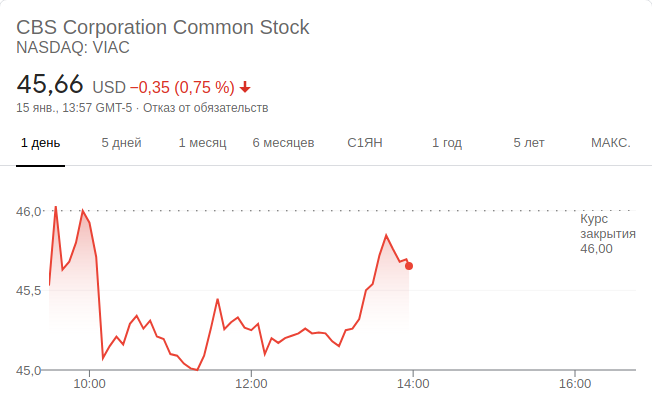 CBS Corporation Common Stock
NASDAQ: VIAC
45,66 USD −0,35 (0,75 %)
15 янв., 13:57 GMT-5 · Отказ от обязательств
1 день 5 дней 1 месяц 6 месяцев С1ЯН 1 год 5 лет МАКС.
46,0
Курс
закрытия
46,00
45,5
45,0
10:00 12:00 14:00 16:00